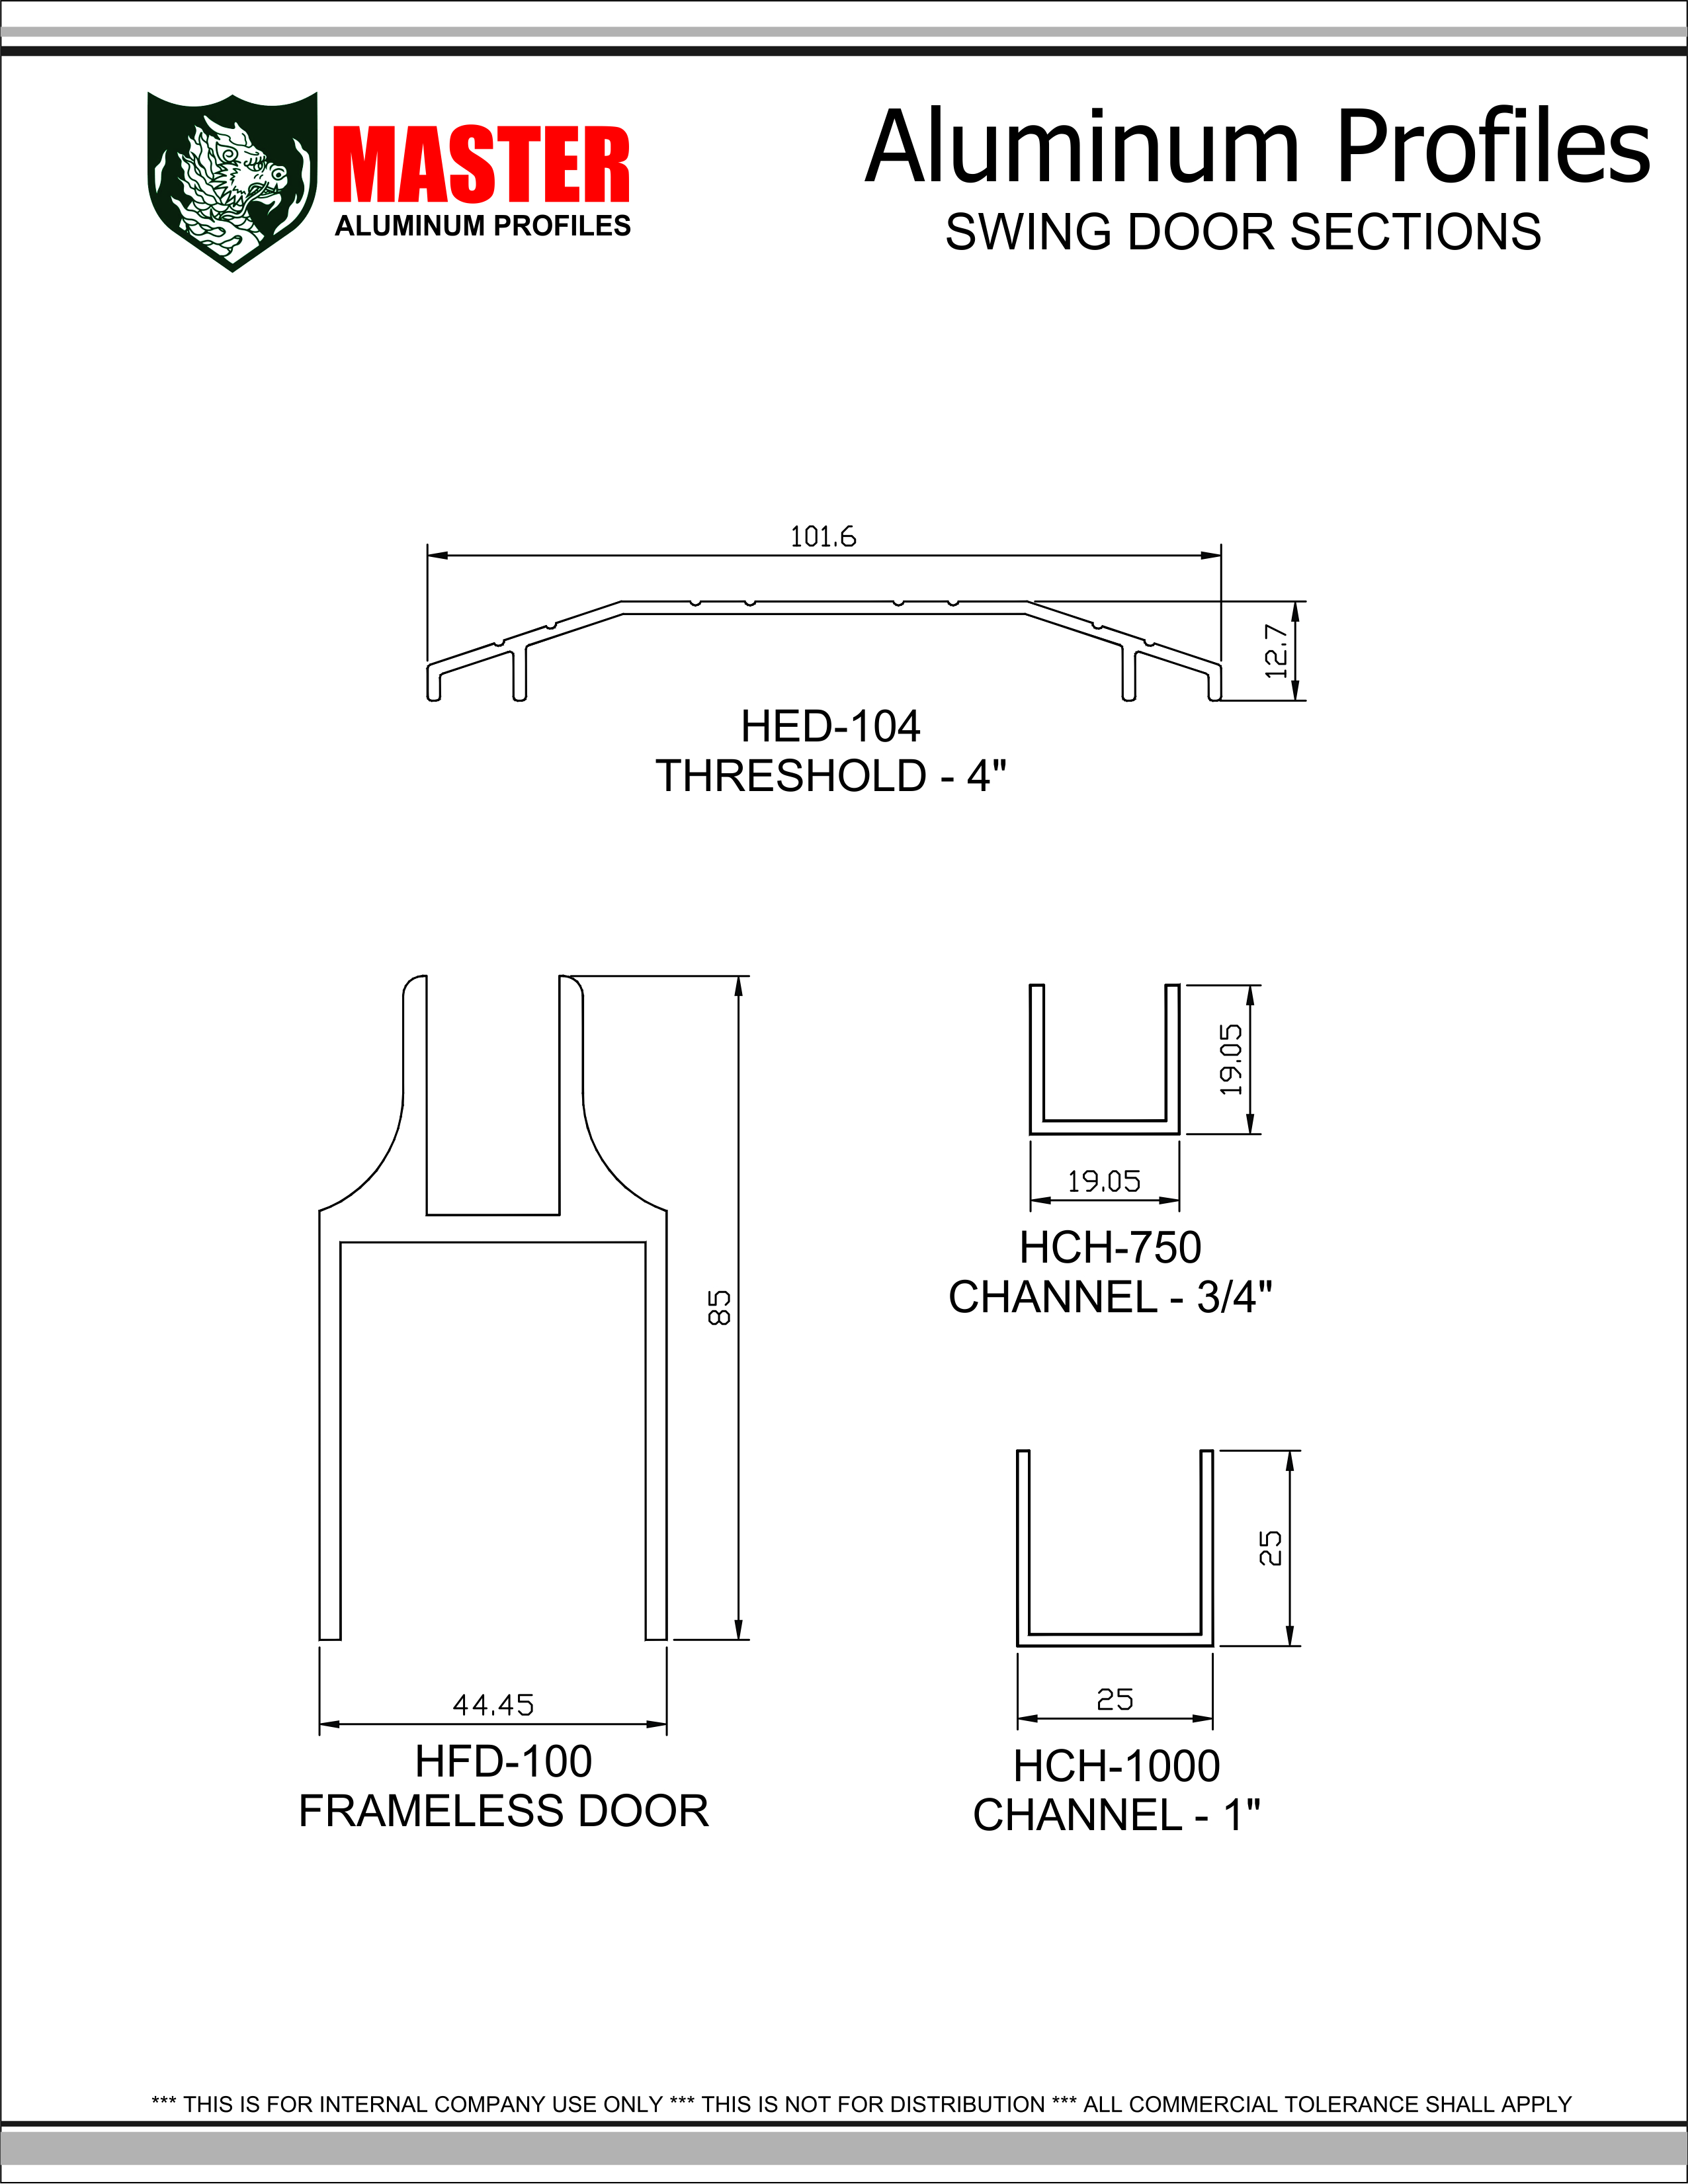 MASTER
ALUMINUM PROFILES
Aluminum Profiles
SWING DOOR SECTIONS
101.6
12.7
HED-104
THRESHOLD - 4"
85
44.45
HFD-100
FRAMELESS DOOR
19.05
19.05
HCH-750
CHANNEL - 3/4"
25
25
HCH-1000
CHANNEL - 1"
*** THIS IS FOR INTERNAL COMPANY USE ONLY *** THIS IS NOT FOR DISTRIBUTION *** ALL COMMERCIAL TOLERANCE SHALL APPLY